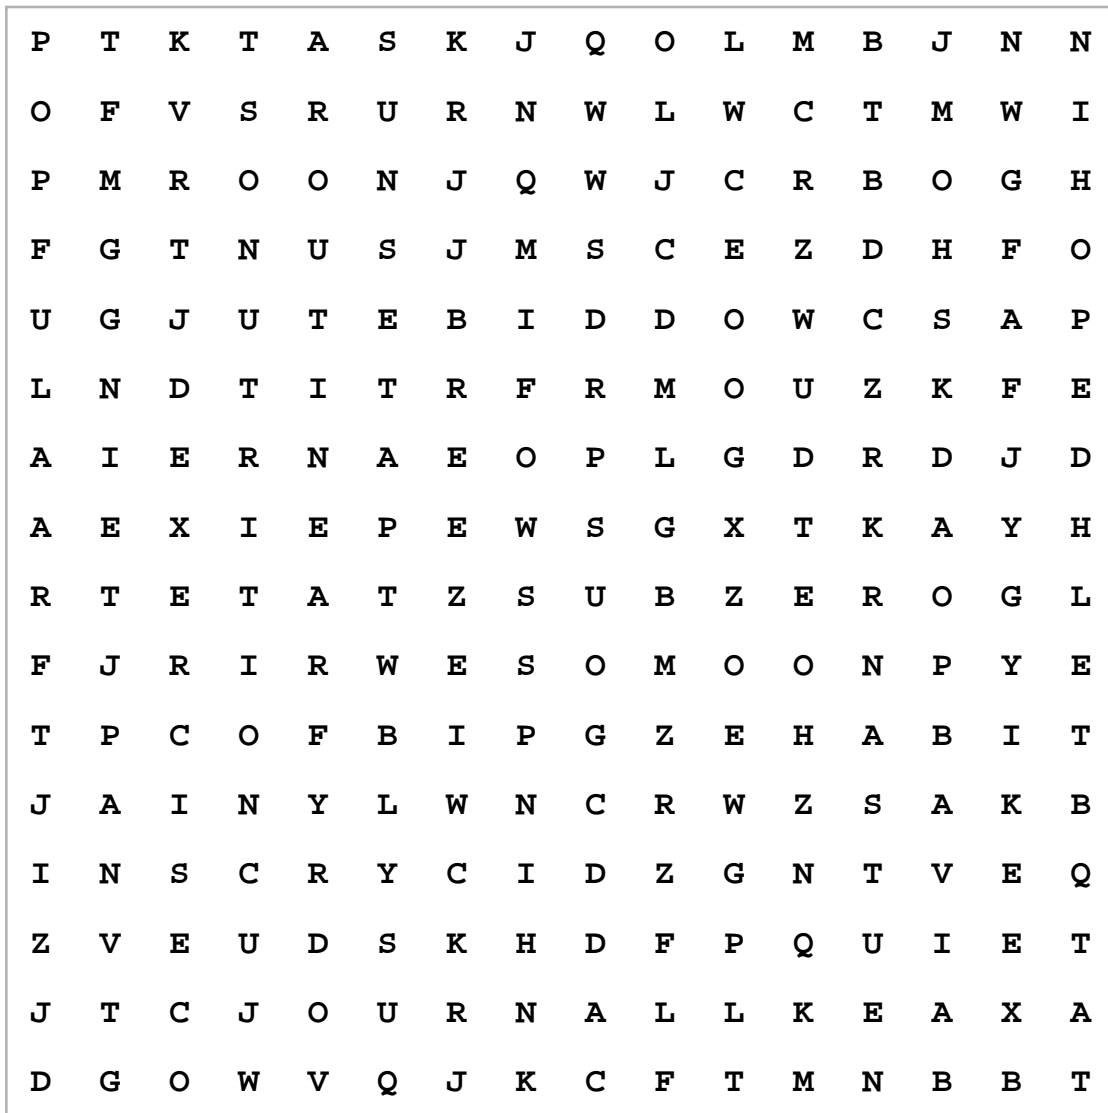 P T K T A S K J Q O L M B J N N
O F V S R U R N W L W C T M W I
P M R O O N J Q W J C R B O G H
F G T N U S J M S C E Z D H F O
U G J U T E B I D D O W C S A P
L N D T I T R F R M O U Z K F E
A I E R N A E O P L G D R D J D
A E X I E P E W S G X T K A Y H
R T E T A T Z S U B Z E R O G L
F J R I R W E S O M O O N P Y E
T P C O F B I P G Z E H A B I T
J A I N Y L W N C R W Z S A K B
I N S C R Y C I D Z G N T V E Q
Z V E U D S K H D F P Q U I E T
J T C J O U R N A L L K E A X A
D G O W V Q J K C F T M N B B T